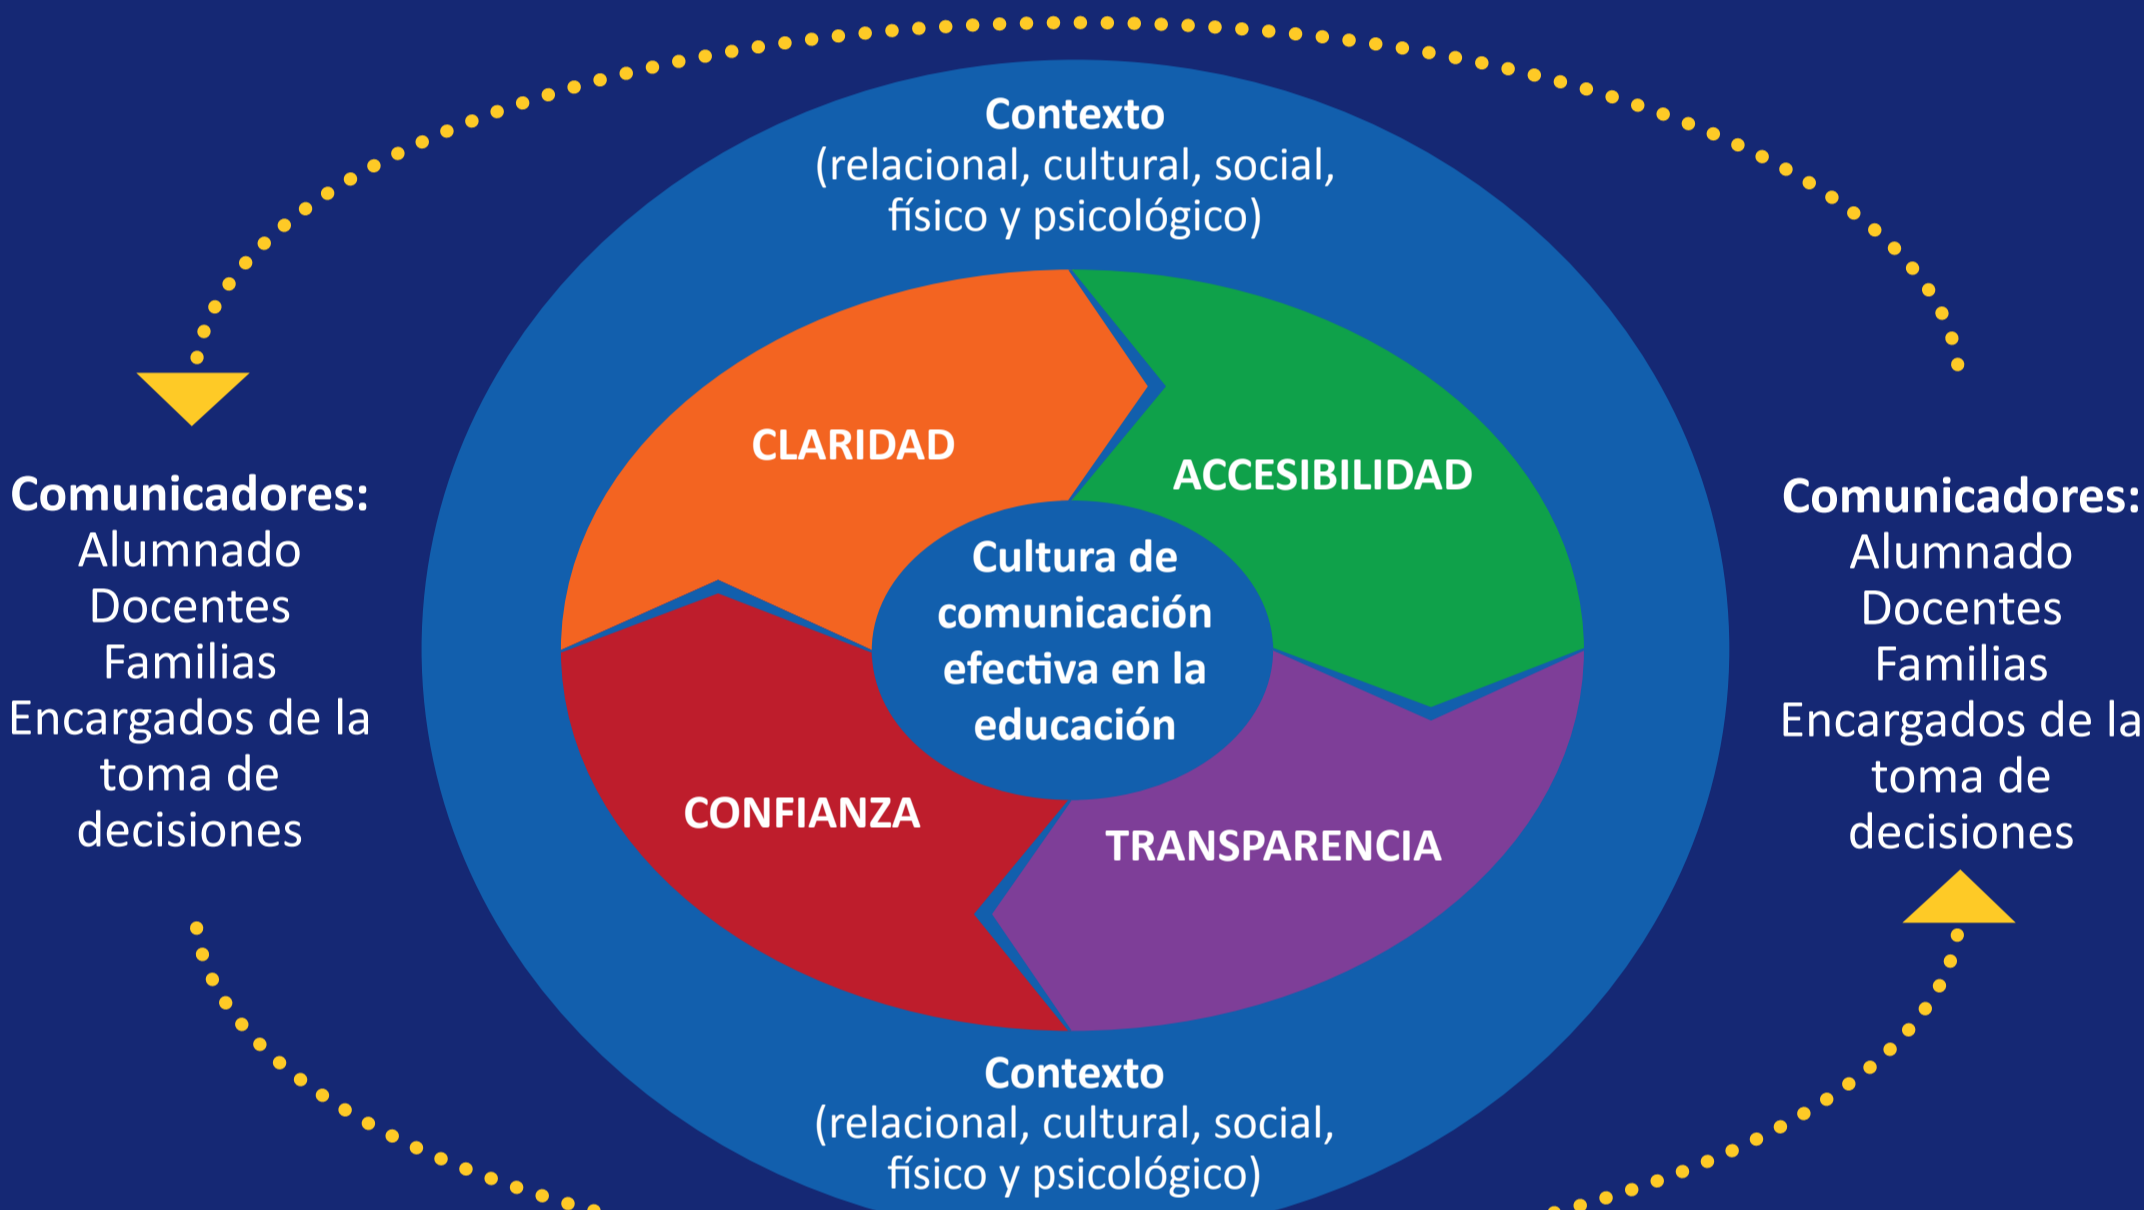 Contexto
(relacional, cultural, social,
físico y psicológico)
CLARIDAD
ACCESIBILIDAD
Comunicadores:
Alumnado
Docentes
Familias
Encargados de la
toma de
decisiones
Cultura de
comunicación
efectiva en la
educación
Comunicadores:
Alumnado
Docentes
Familias
Encargados de la
toma de
decisiones
CONFIANZA
TRANSPARENCIA
Contexto
(relacional, cultural, social,
físico y psicológico)